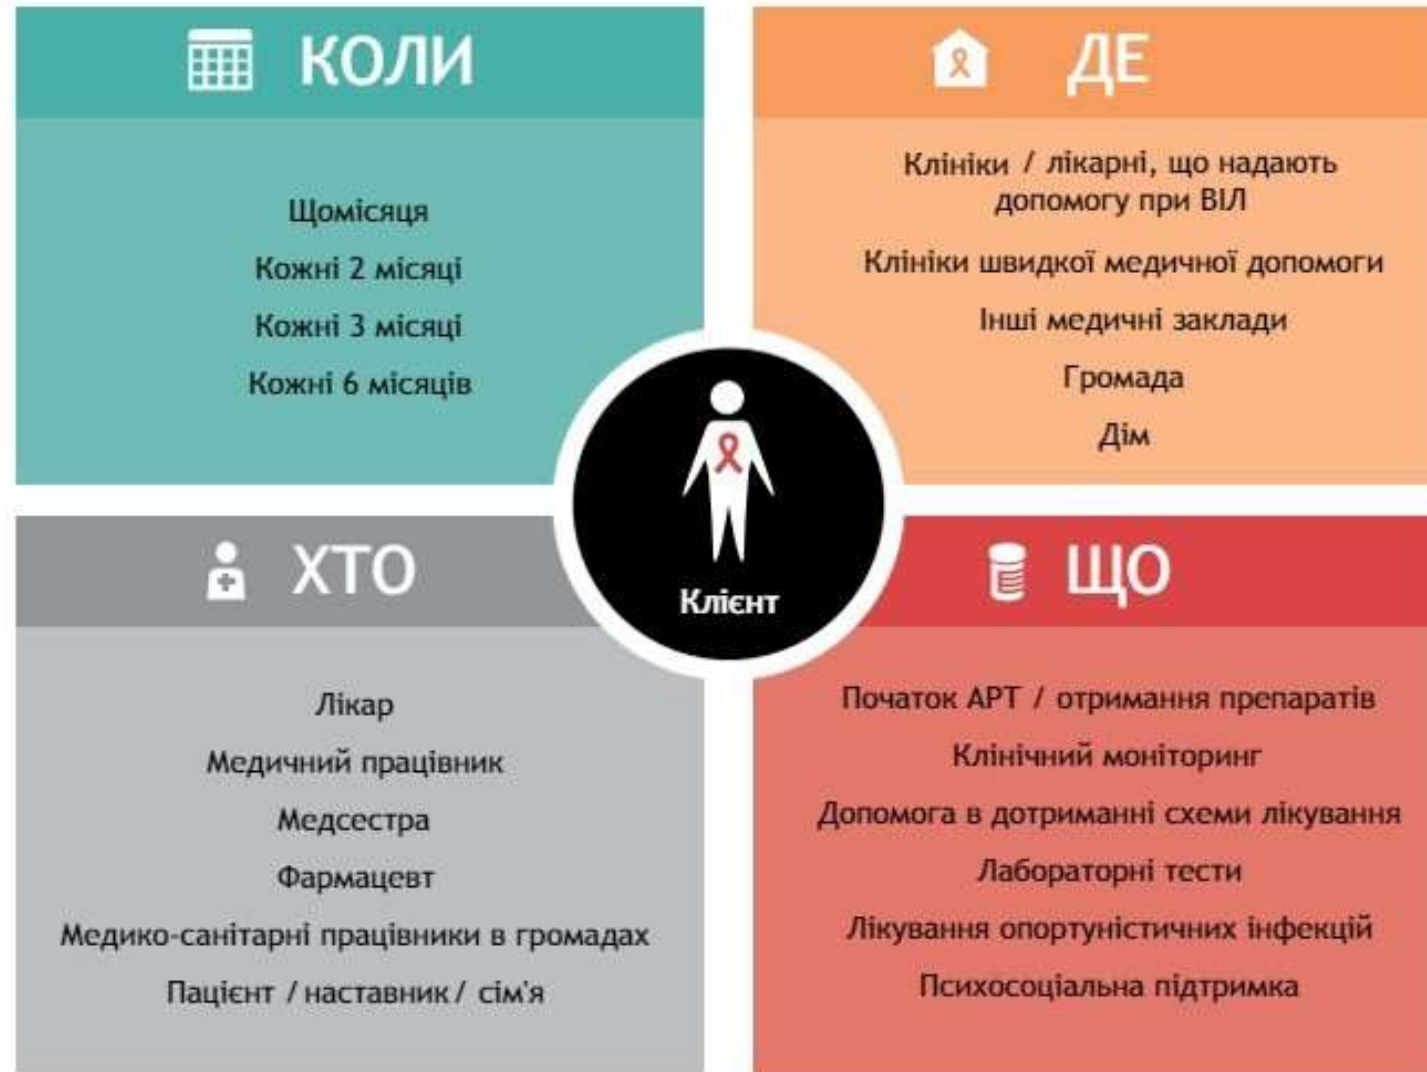 КОЛИ
Щомісяця
Кожні 2 місяці
Кожні 3 місяці
Кожні 6 місяців
ДЕ
Клініки / лікарні, що надають
допомогу при ВІЛ
Клініки швидкої медичної допомоги
Інші медичні заклади
Громада
Дім
Клієнт
ХТО
Лікар
Медичний працівник
Медсестра
Фармацевт
Медико-санітарні працівники в громадах
Пацієнт / наставник / сім'я
ЩО
Початок АРТ / отримання препаратів
Клінічний моніторинг
Допомога в дотриманні схеми лікування
Лабораторні тести
Лікування опортуністичних інфекцій
Психосоціальна підтримка